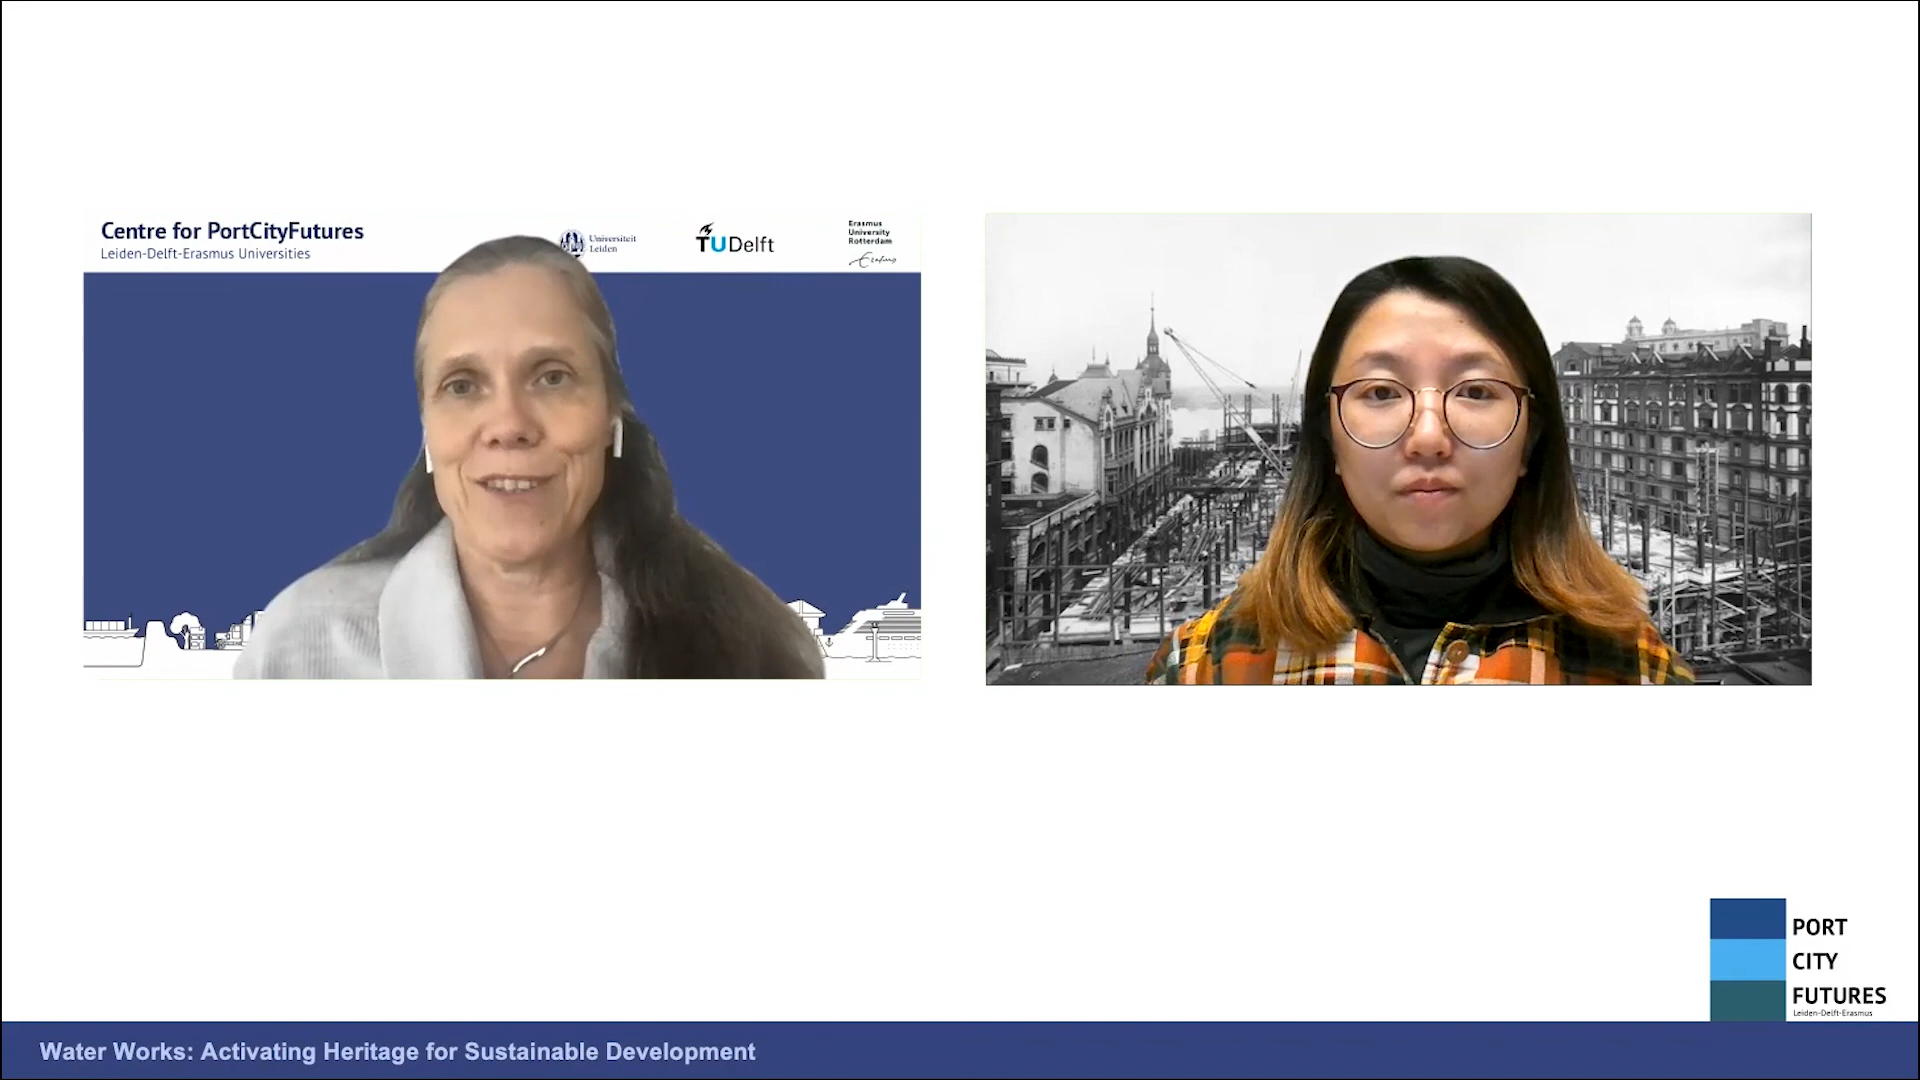 Centre for PortCityFutures
Leiden-Delft-Erasmus Universities
Universiteit
Leiden
TUDelft
Erasmus
University
Rotterdam
Erasmus
PORT
CITY
FUTURES
Leiden-Delft-Erasmus
Water Works: Activating Heritage for Sustainable Development